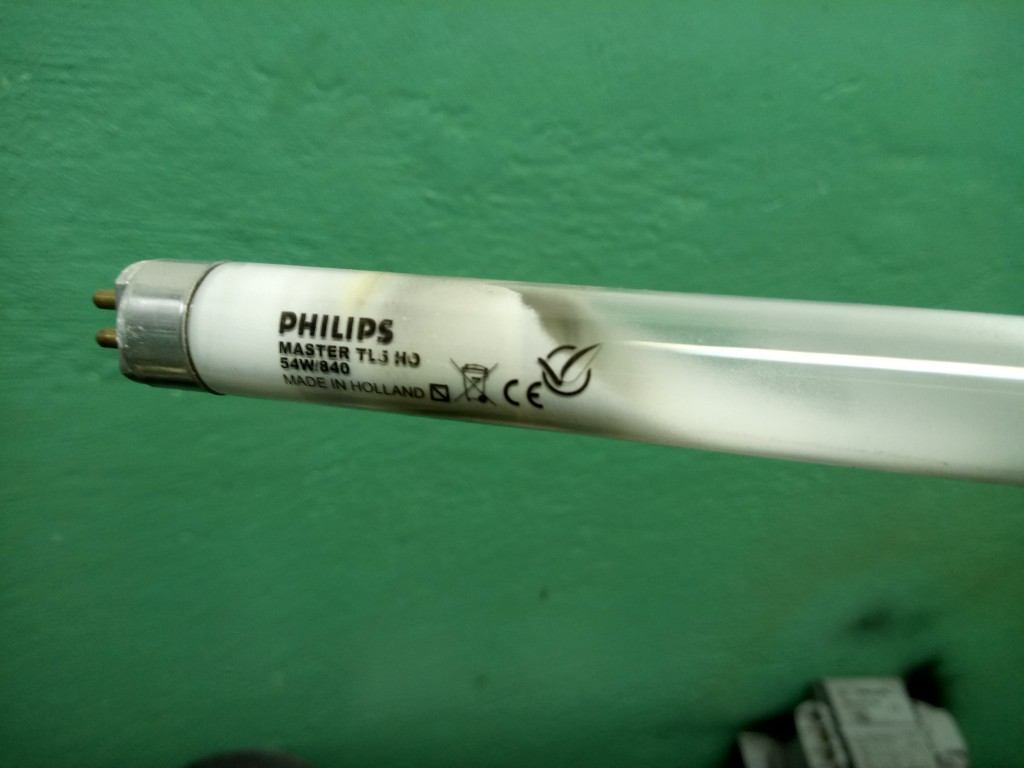 PHILIPS
MASTER TL5 HO
54W/840
MADE IN HOLLAND CE